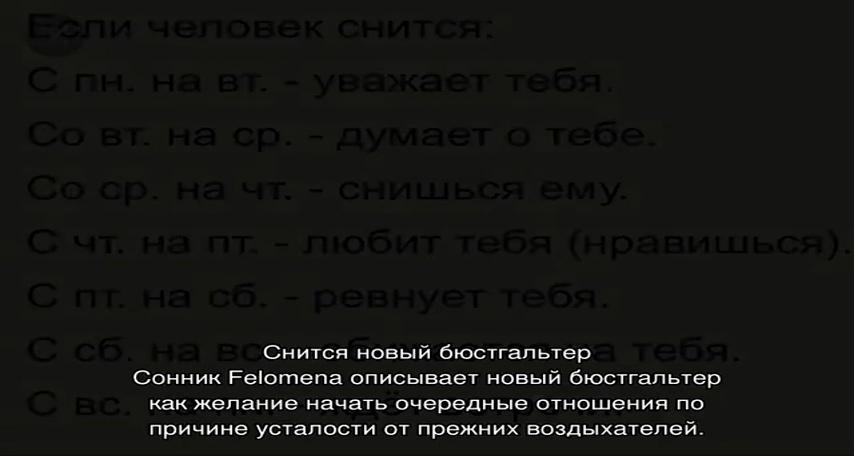 Если человек снится:
С пн. на вт. - уважает тебя.
Со вт. на ср. - думает о тебе.
Со ср. на чт. - снишься ему.
С чт. на пт. - любит тебя (нравишься).
С пт. на сб. - ревнует тебя.
С сб. на вс. тебя.
С вс.
Снится новый бюстгальтер
Сонник Felomena описывает новый бюстгальтер
как желание начать очередные отношения по
причине усталости от прежних воздыхателей.